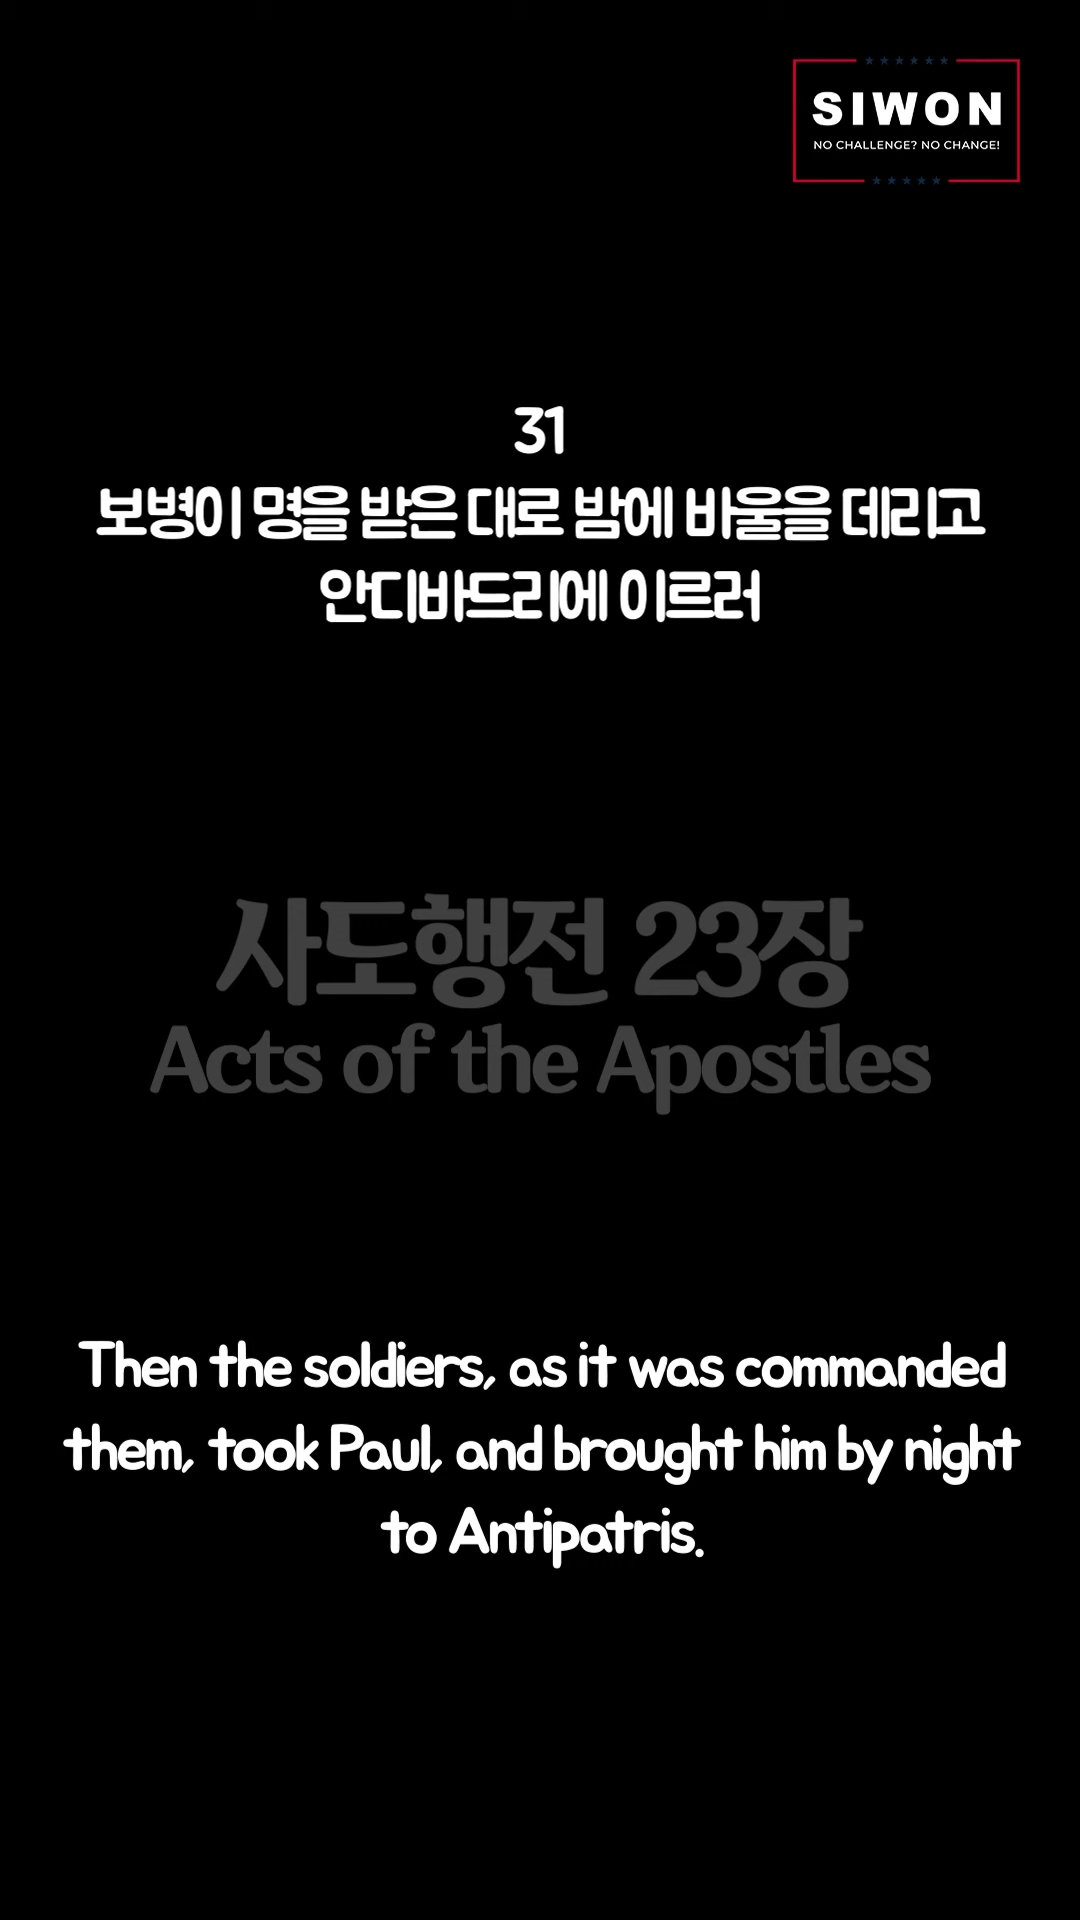 SIWON
NO CHALLENGE? NO CHANGE!
31
보병이 명을 받은 대로 밤에 바울을 데리고
안디바드리에 이르러
사도행전 23장
Acts of the Apostles
Then the soldiers, as it was commanded
them, took Paul, and brought him by night
to Antipatris.